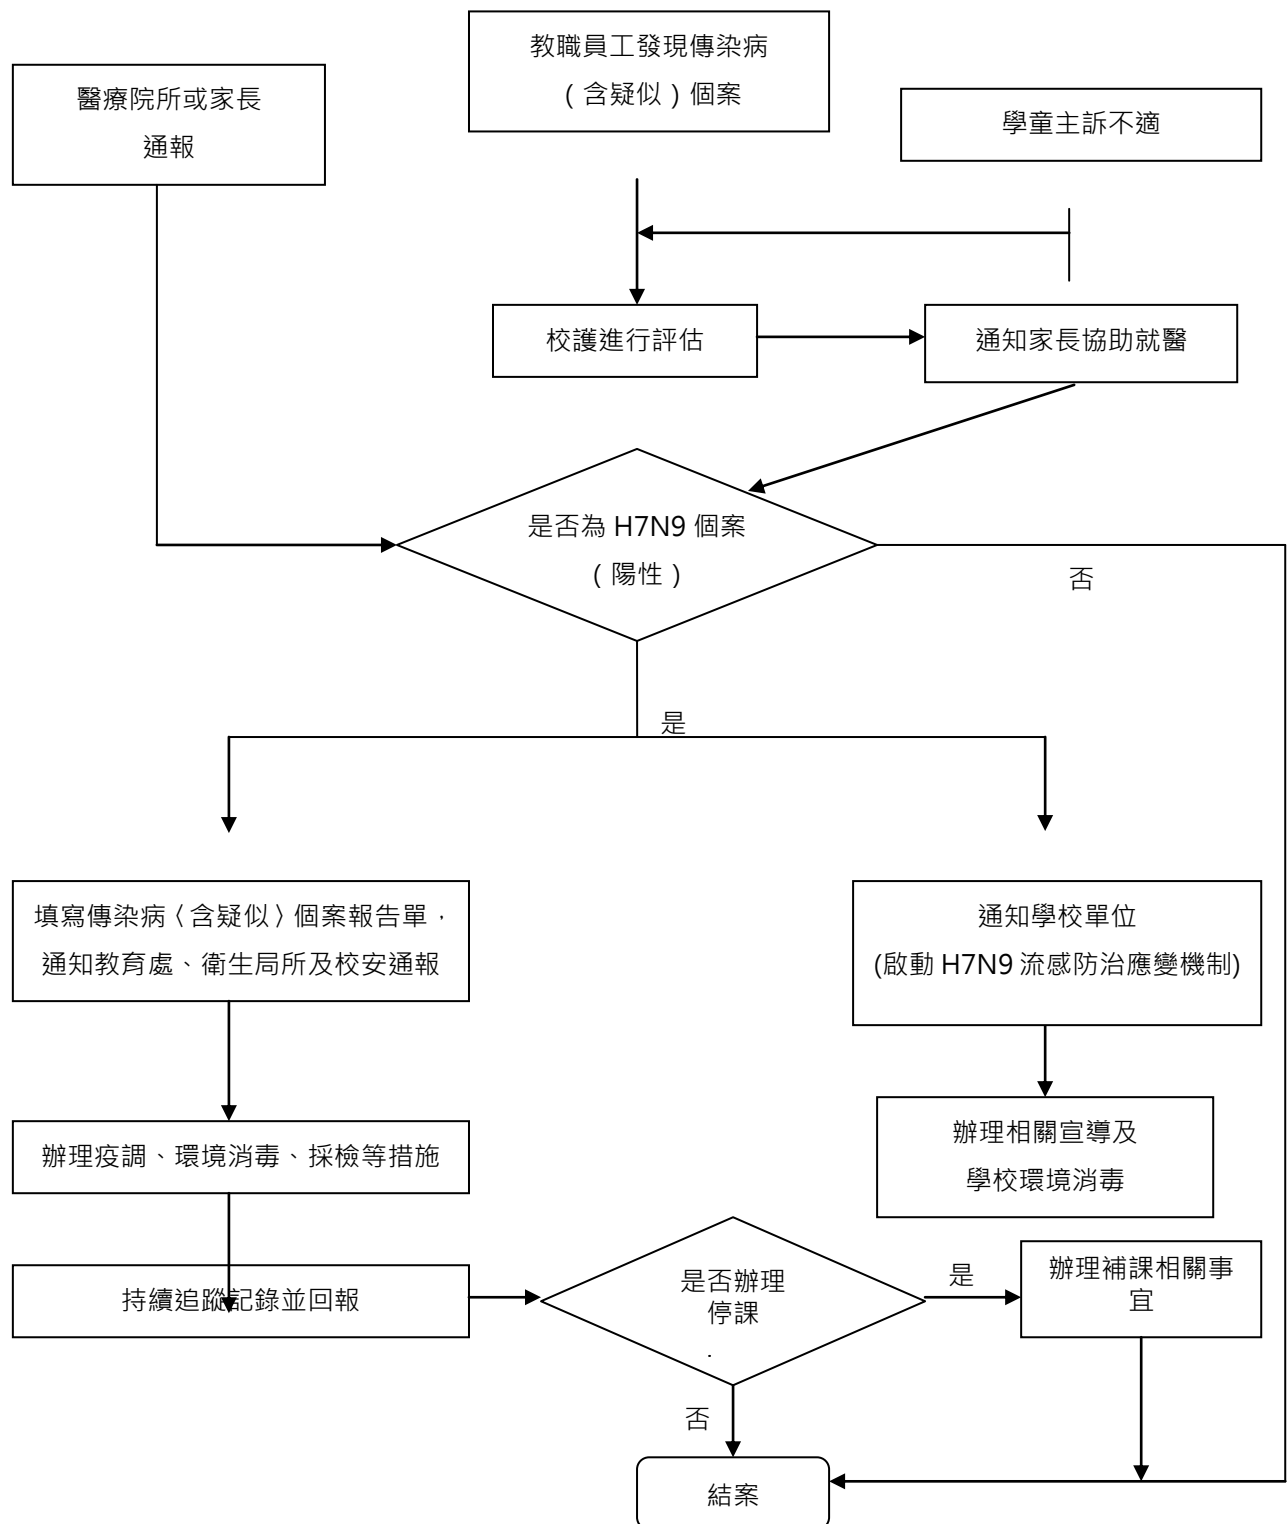 教職員工發現傳染病
（含疑似）個案
醫療院所或家長
通報
學童主訴不適
校護進行評估
通知家長協助就醫
是否為 H7N9 個案
（陽性）
否
是
填寫傳染病〈含疑似〉個案報告單，
通知教育處、衛生局所及校安通報
通知學校單位
(啟動 H7N9 流感防治應變機制)
辦理疫調、環境消毒、採檢等措施
辦理相關宣導及
學校環境消毒
持續追蹤記錄並回報
是否辦理
停課
.
是
辦理補課相關事
宜
否
結案